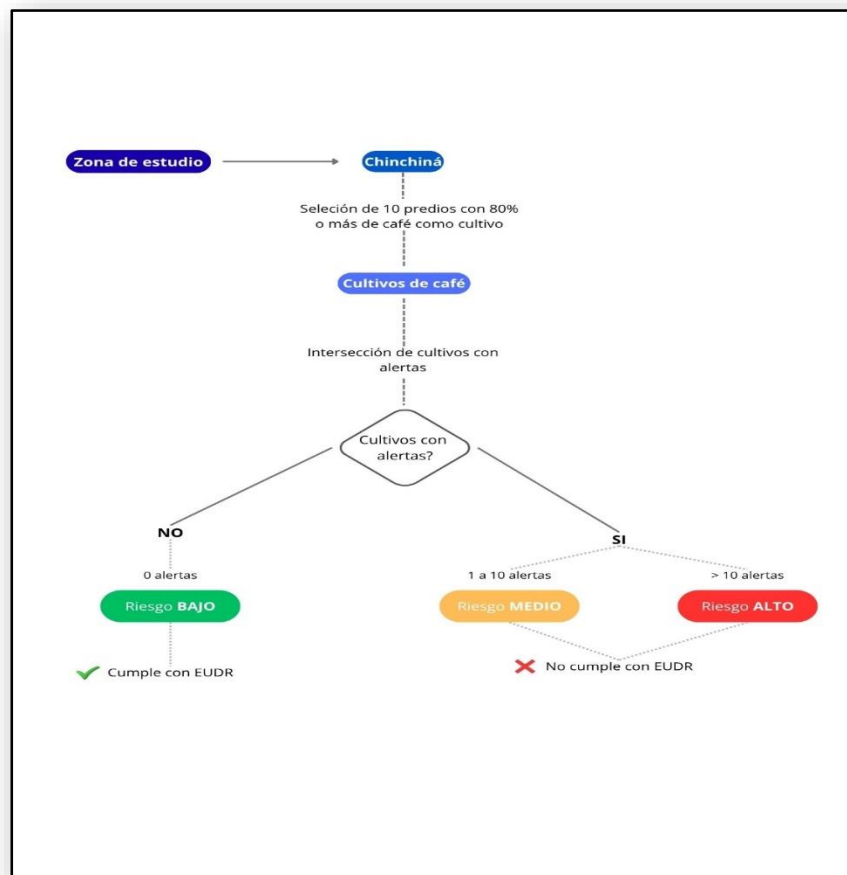 Zona de estudio
Chinchiná
Seleción de 10 predios con 80%
o más de café como cultivo
Cultivos de café
Intersección de cultivos con
alertas
Cultivos con
alertas?
NO
SI
0 alertas
1 a 10 alertas
> 10 alertas
Riesgo BAJO
Riesgo MEDIO
Riesgo ALTO
Cumple con EUDR
No cumple con EUDR